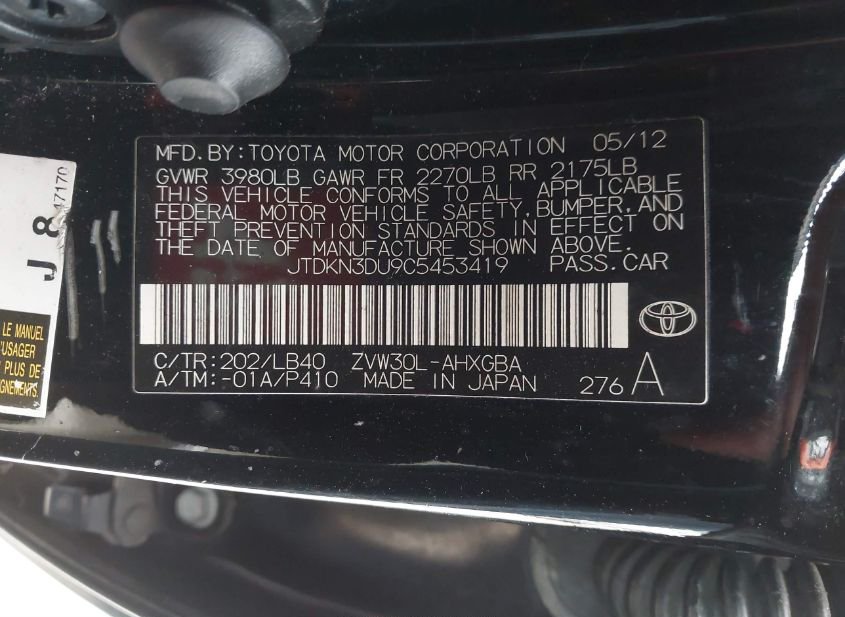 MFD. BY: TOYOTA MOTOR CORPORATION 05/12
GVWR 3980LB GAWR FR 2270LB RR 2175LB
THIS VEHICLE CONFORMS TO ALL APPLICABLE
FEDERAL MOTOR VEHICLE SAFETY, BUMPER, AND
THEFT PREVENTION STANDARDS IN EFFECT ON
THE DATE OF MANUFACTURE SHOWN ABOVE.
JTDKN3DU9C5453419 PASS.CAR
C/TR:202/LB40 ZVW30L-AHXGBA
A/TM:-01A/P410 MADE IN JAPAN 276 A
J 8
47170
LE MANUEL
'USAGER
PLUS DE
GNEMENTS.